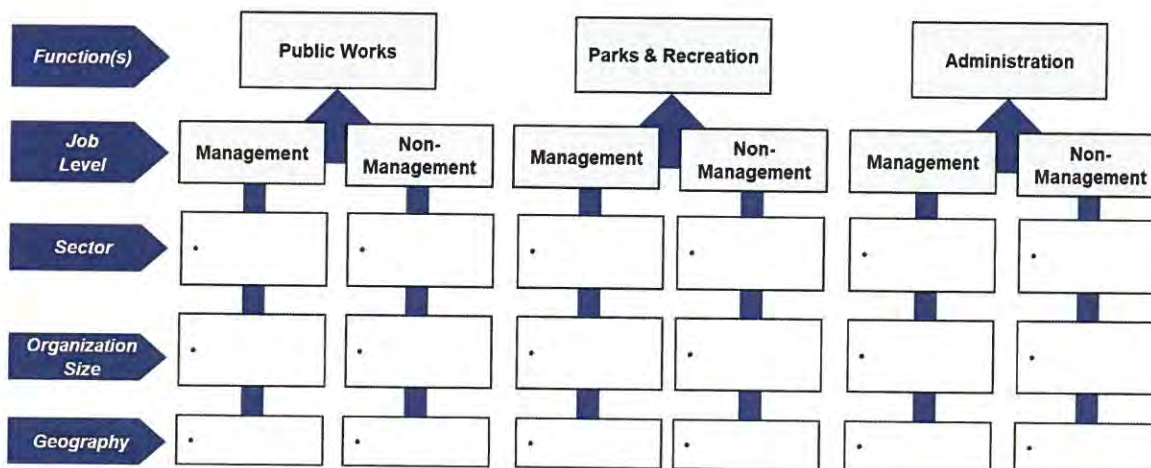 Function(s)
Public Works
Parks & Recreation
Administration
Job
Level
Management
Non-
Management
Management
Non-
Management
Management
Non-
Management
Sector
•
•
•
•
•
•
Organization
Size
•
•
•
•
•
•
Geography
•
•
•
•
•
•